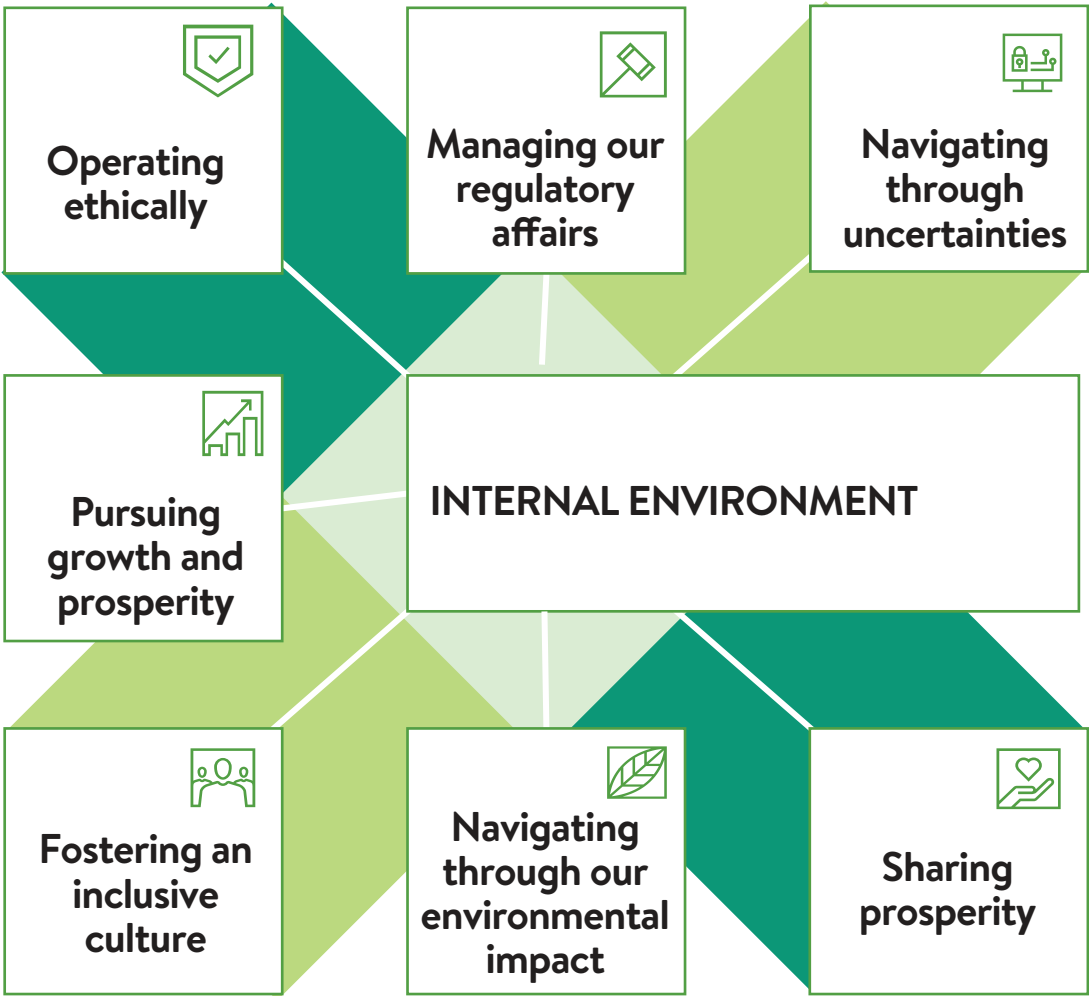 Operating
ethically
Managing our
regulatory
affairs
Navigating
through
uncertainties
Pursuing
growth and
prosperity
INTERNAL ENVIRONMENT
Fostering an
inclusive
culture
Navigating
through our
environmental
impact
Sharing
prosperity